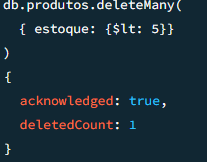 db.produtos.deleteMany(
{ estoque: {$lt: 5}}
)
{
acknowledged: true,
deletedCount: 1
}